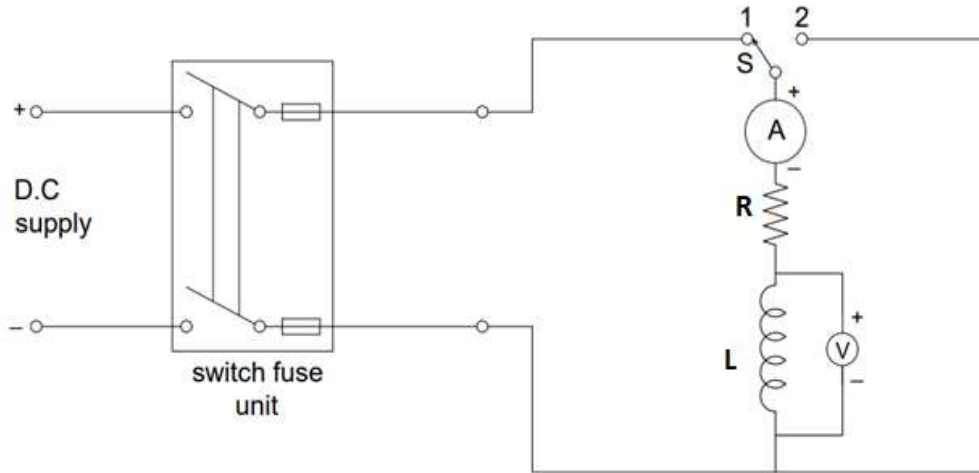 1 2
S
+
+
A
D.C
supply
–
R
+
L
V
–
–
switch fuse
unit